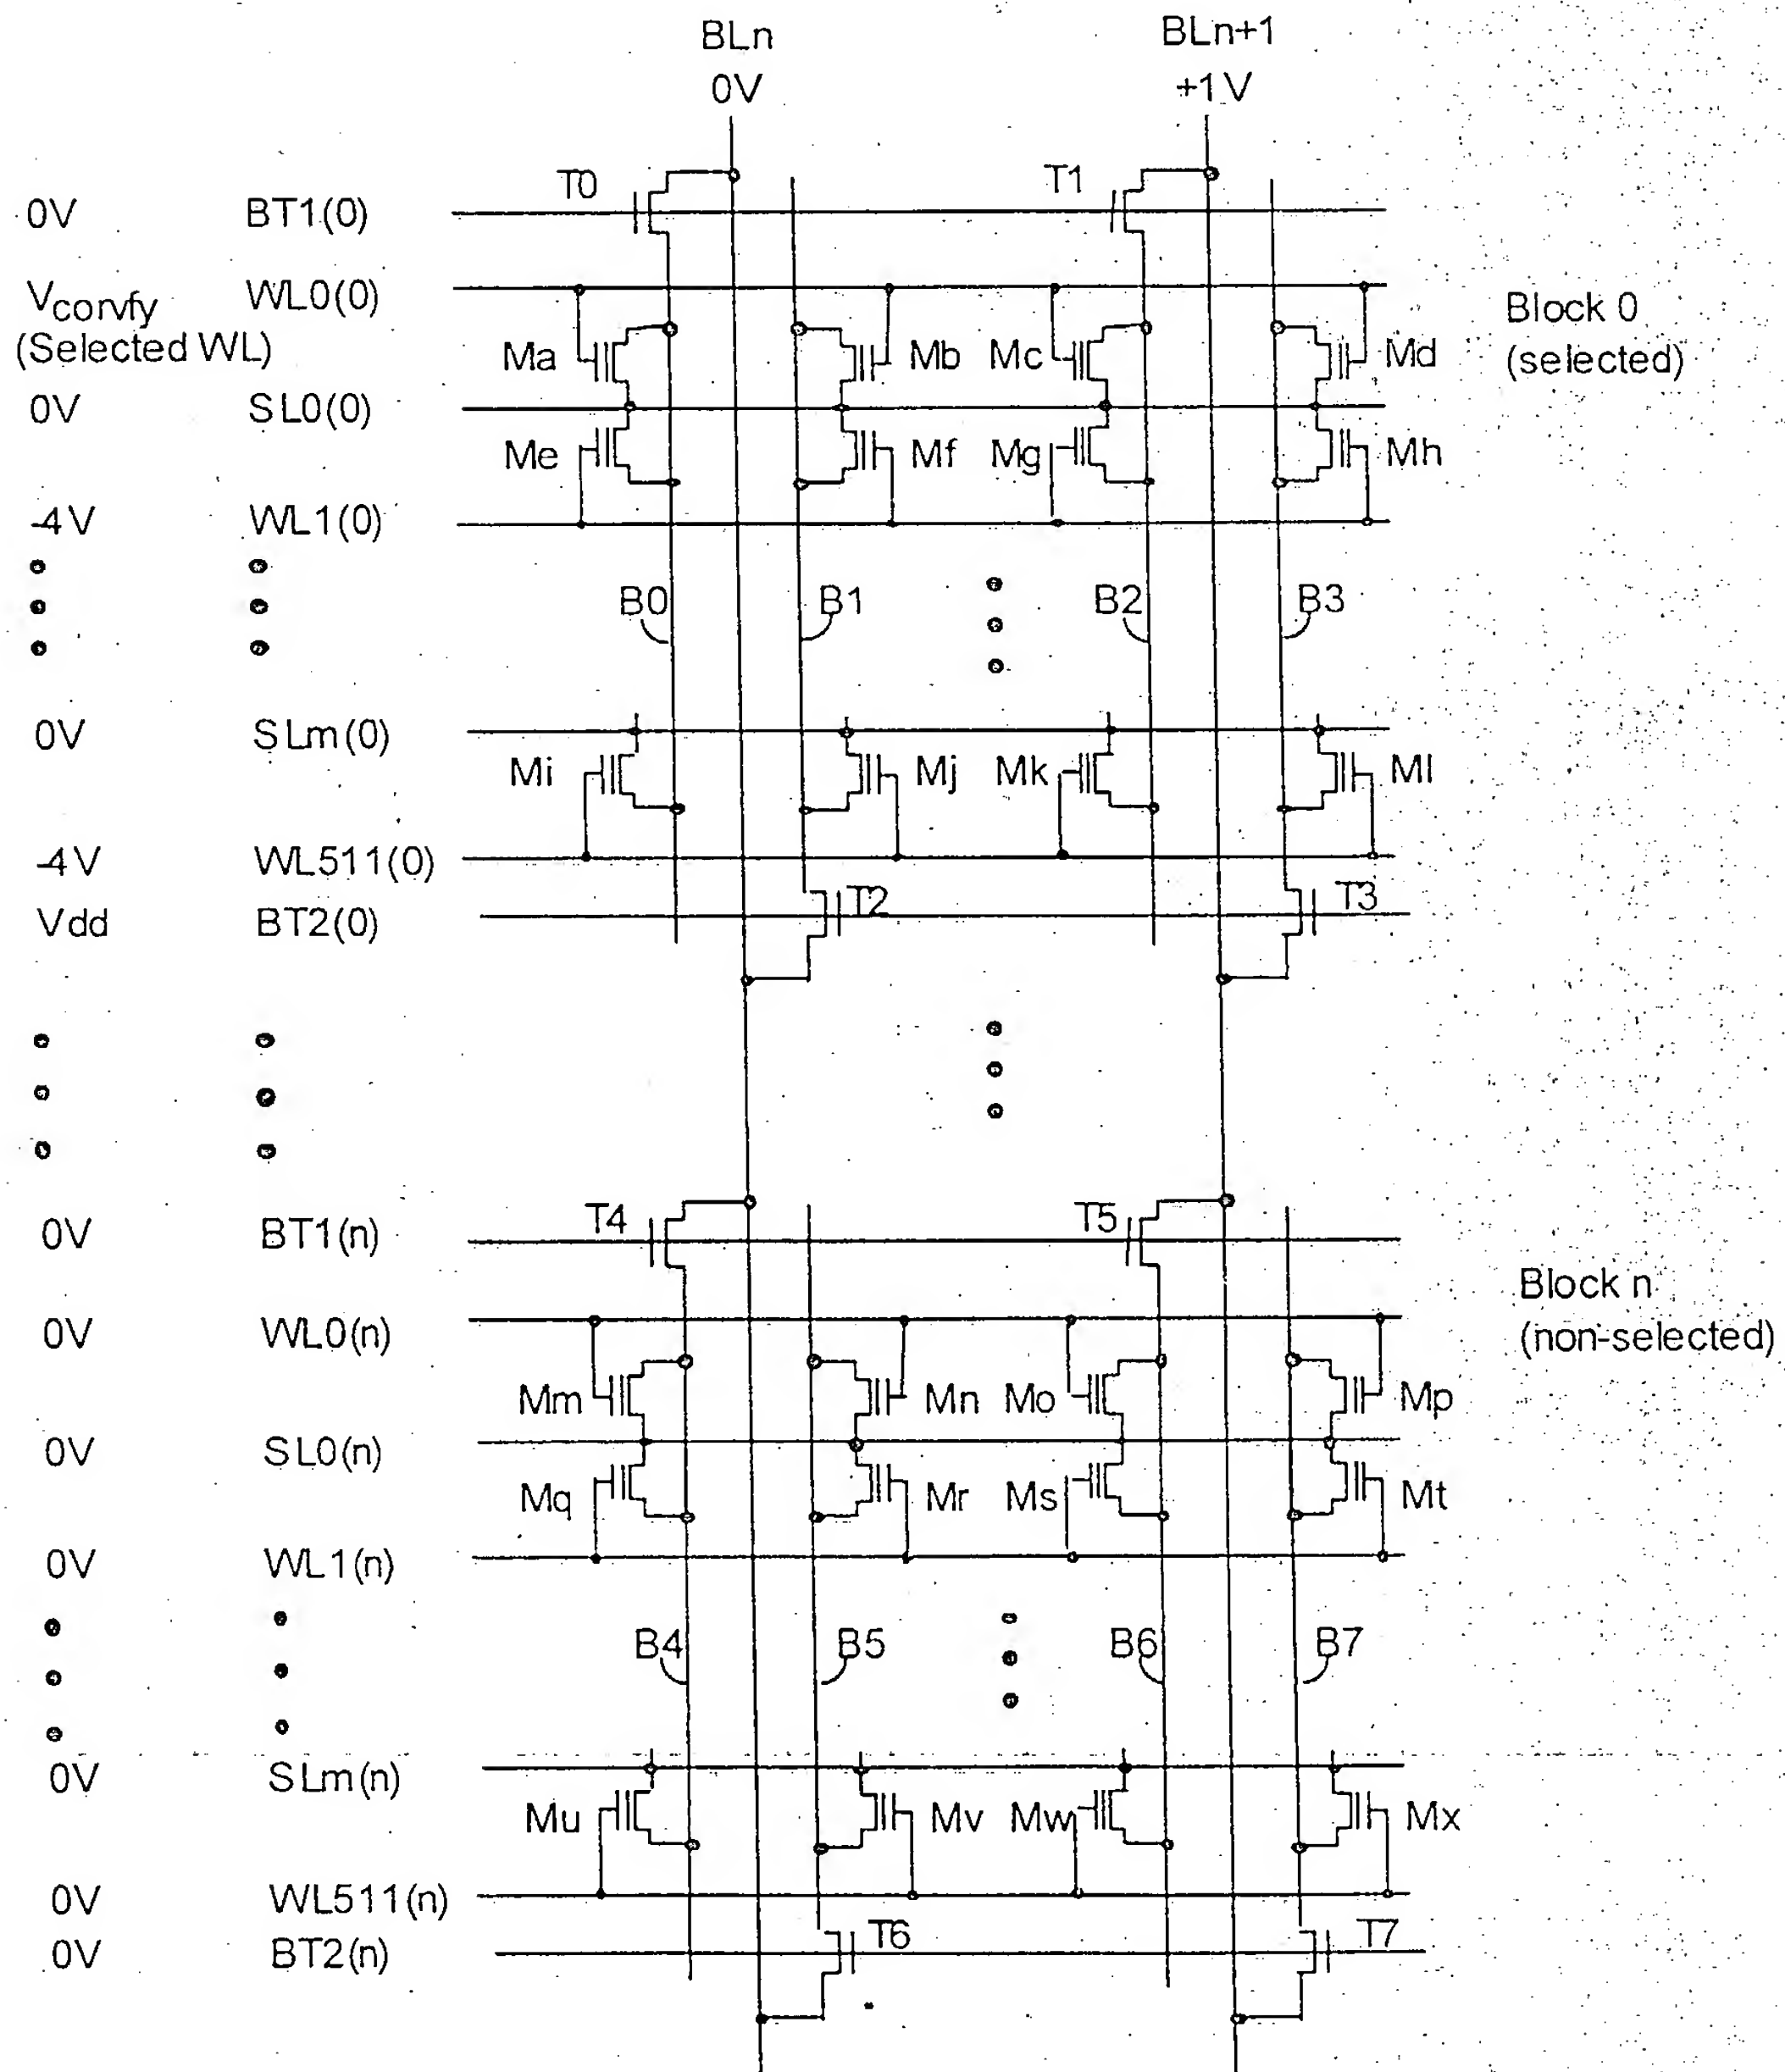 BLn BLn+1
0V +1V
T0 T1
0V BT1(0)
Vcorvfy WL0(0) Block 0
(Selected WL) Ma Mb Mc Md (selected)
0V SL0(0)
Me Mf Mg Mh
-4V WL1(0)
B0 B1 B2 B3
0V SLm(0)
Mi Mj Mk Ml
-4V WL511(0)
T2 T3
Vdd BT2(0)
T4 T5
0V BT1(n)
Block n
0V WL0(n) (non-selected)
Mm Mn Mo Mp
0V SL0(n)
Mq Mr Ms Mt
0V WL1(n)
B4 B5 B6 B7
0V SLm(n)
Mu Mv Mw Mx
0V WL511(n)
T6 T7
0V BT2(n)